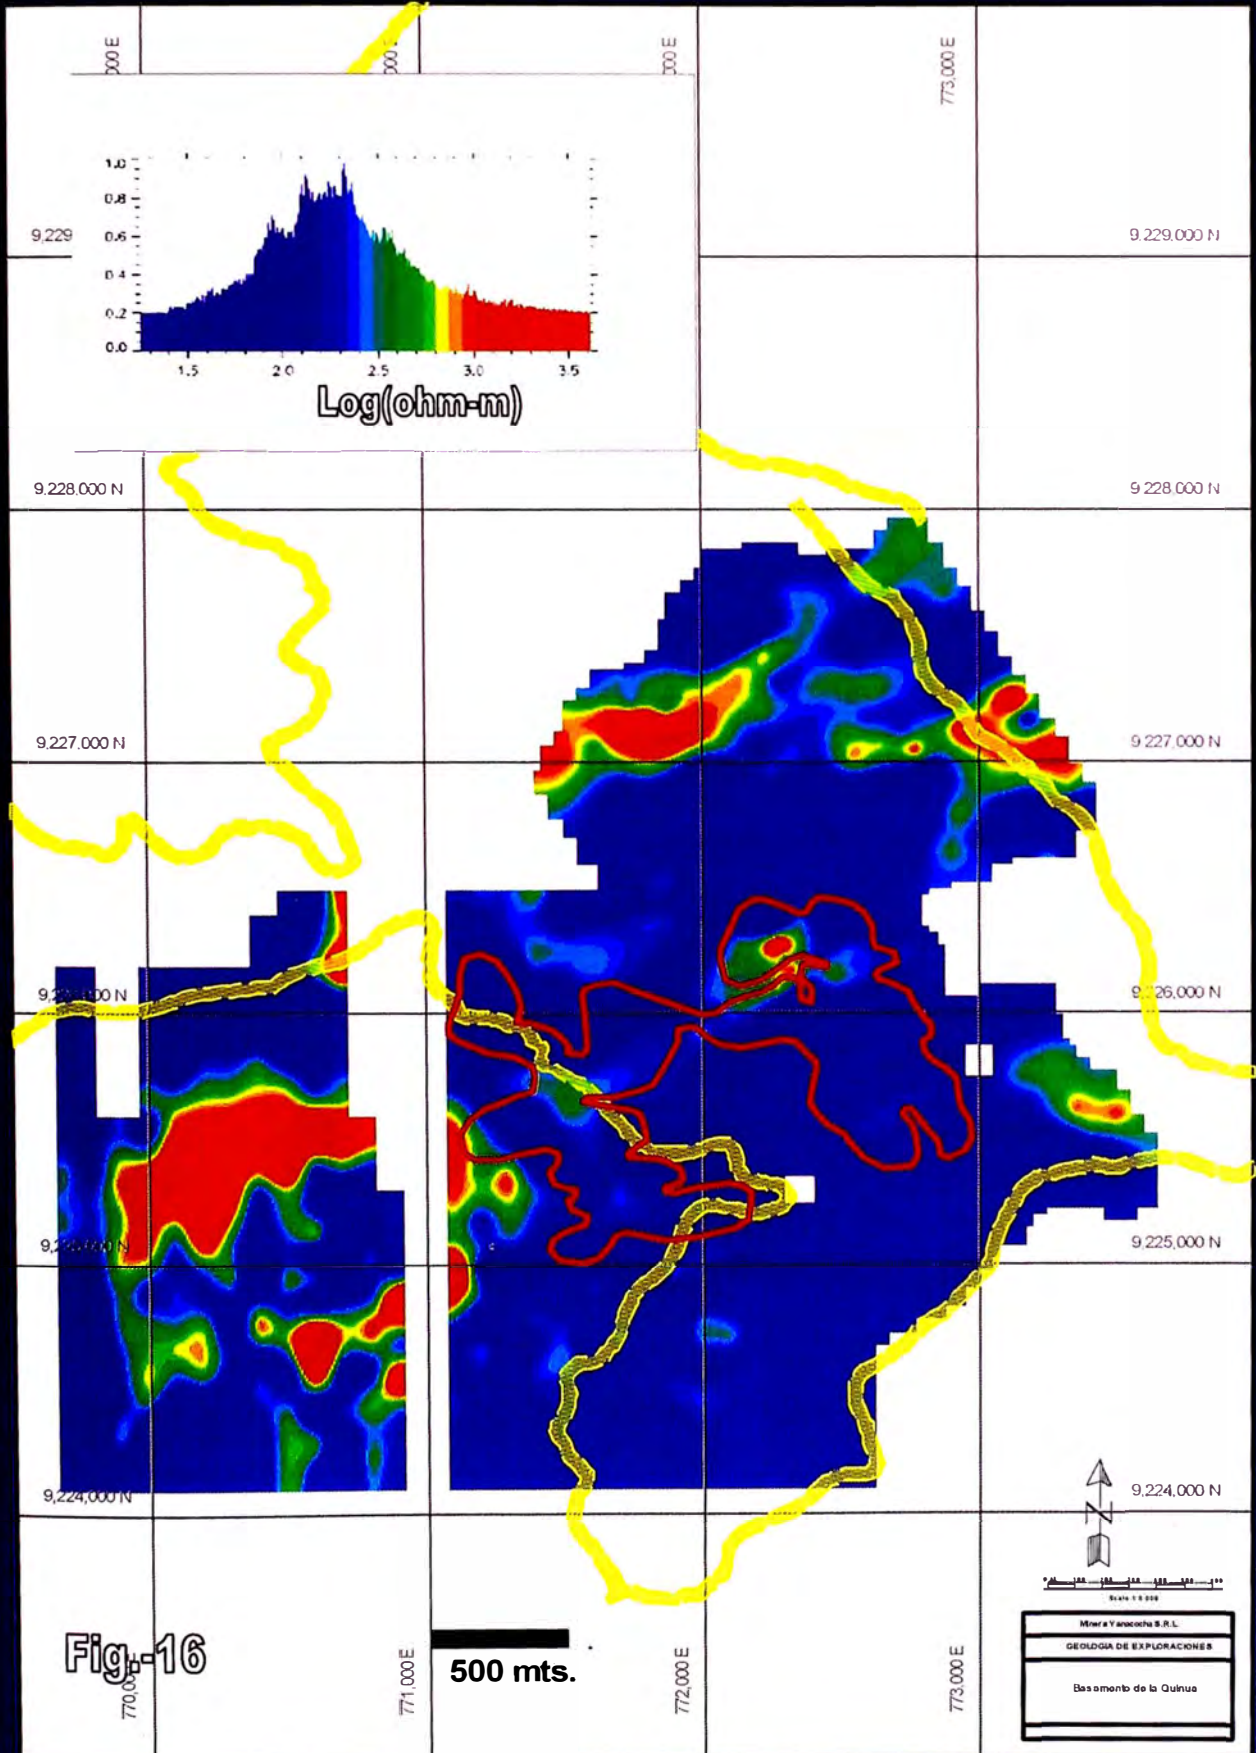 773,000 E
1.0
0.8
0.6
0.4
0.2
0.0
1.5
2.0
2.5
3.0
3.5
Log(ohm-m)
9,229
9,229,000 N
9,228,000 N
9,228,000 N
9,227,000 N
9,227,000 N
9,225,000 N
9,224,000 N
9,224,000 N
Fig.-16
771,000 E
500 mts.
772,000 E
773,000 E
N
Minera Yanacocha S.R.L.
GEOLOGIA DE EXPLORACIONES
Basamento de la Quinua